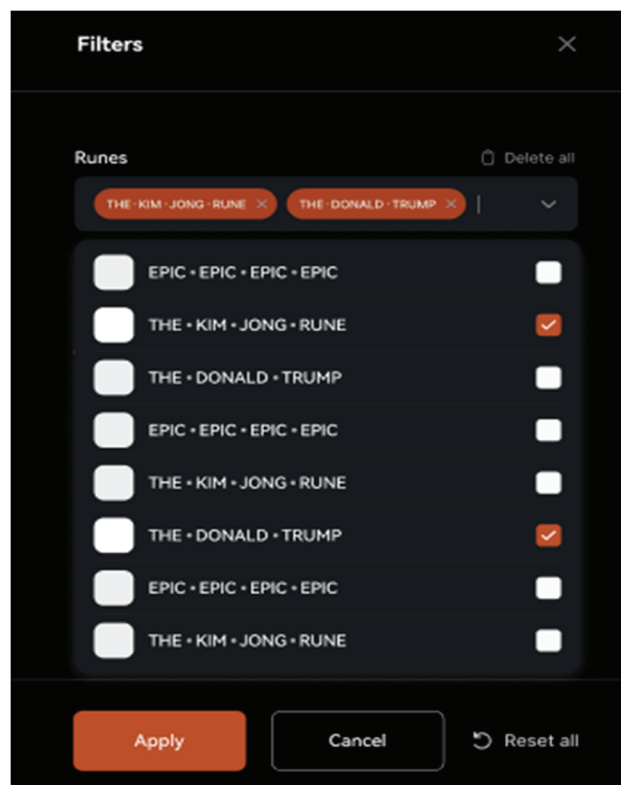 Filters
Runes Delete all
THE•KIM•JONG•RUNE THE•DONALD•TRUMP
EPIC•EPIC•EPIC•EPIC
THE•KIM•JONG•RUNE
THE•DONALD•TRUMP
EPIC•EPIC•EPIC•EPIC
THE•KIM•JONG•RUNE
THE•DONALD•TRUMP
EPIC•EPIC•EPIC•EPIC
THE•KIM•JONG•RUNE
Apply Cancel Reset all